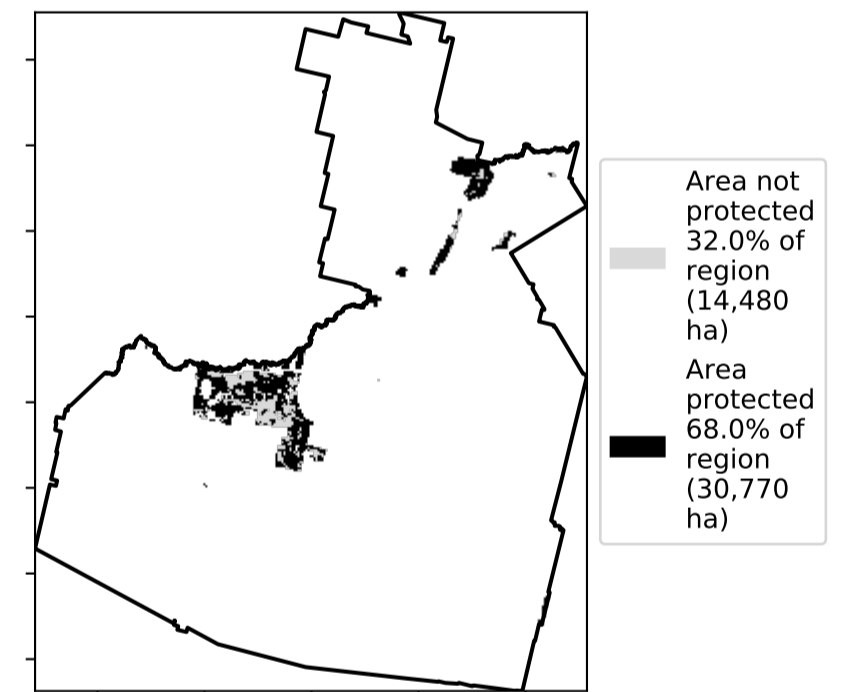 Area not
protected
32.0% of
region
(14,480
ha)
Area
protected
68.0% of
region
(30,770
ha)